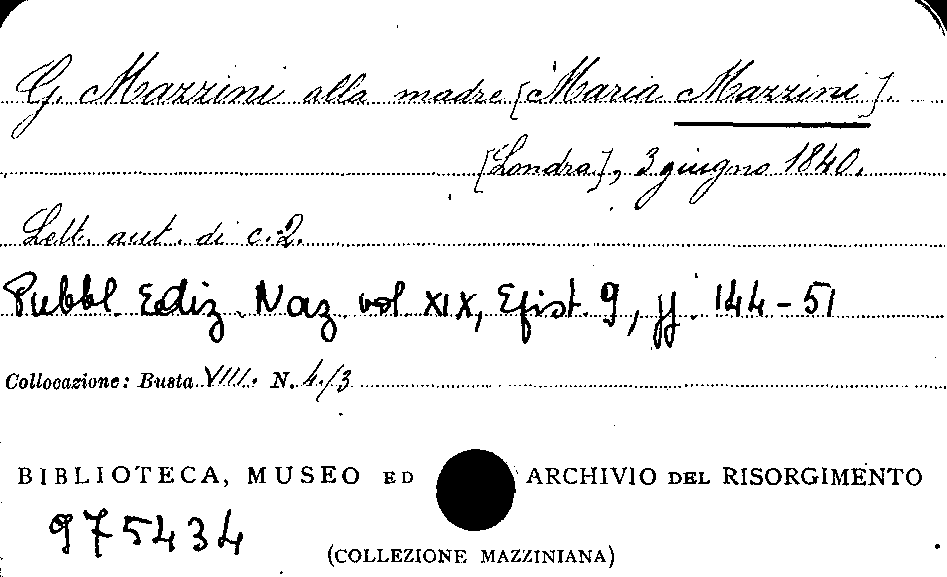 G. Mazzini alla madre [Maria Mazzini].
[Londra], 3 giugno 1840.
Lett. aut. di c. 2.
Pubbl. Ediz. Naz. vol. XIX, Epist. 9, pp. 144-51
Collocazione: Busta VIII. N. 4./3
BIBLIOTECA, MUSEO ED ARCHIVIO DEL RISORGIMENTO
975434
(COLLEZIONE MAZZINIANA)